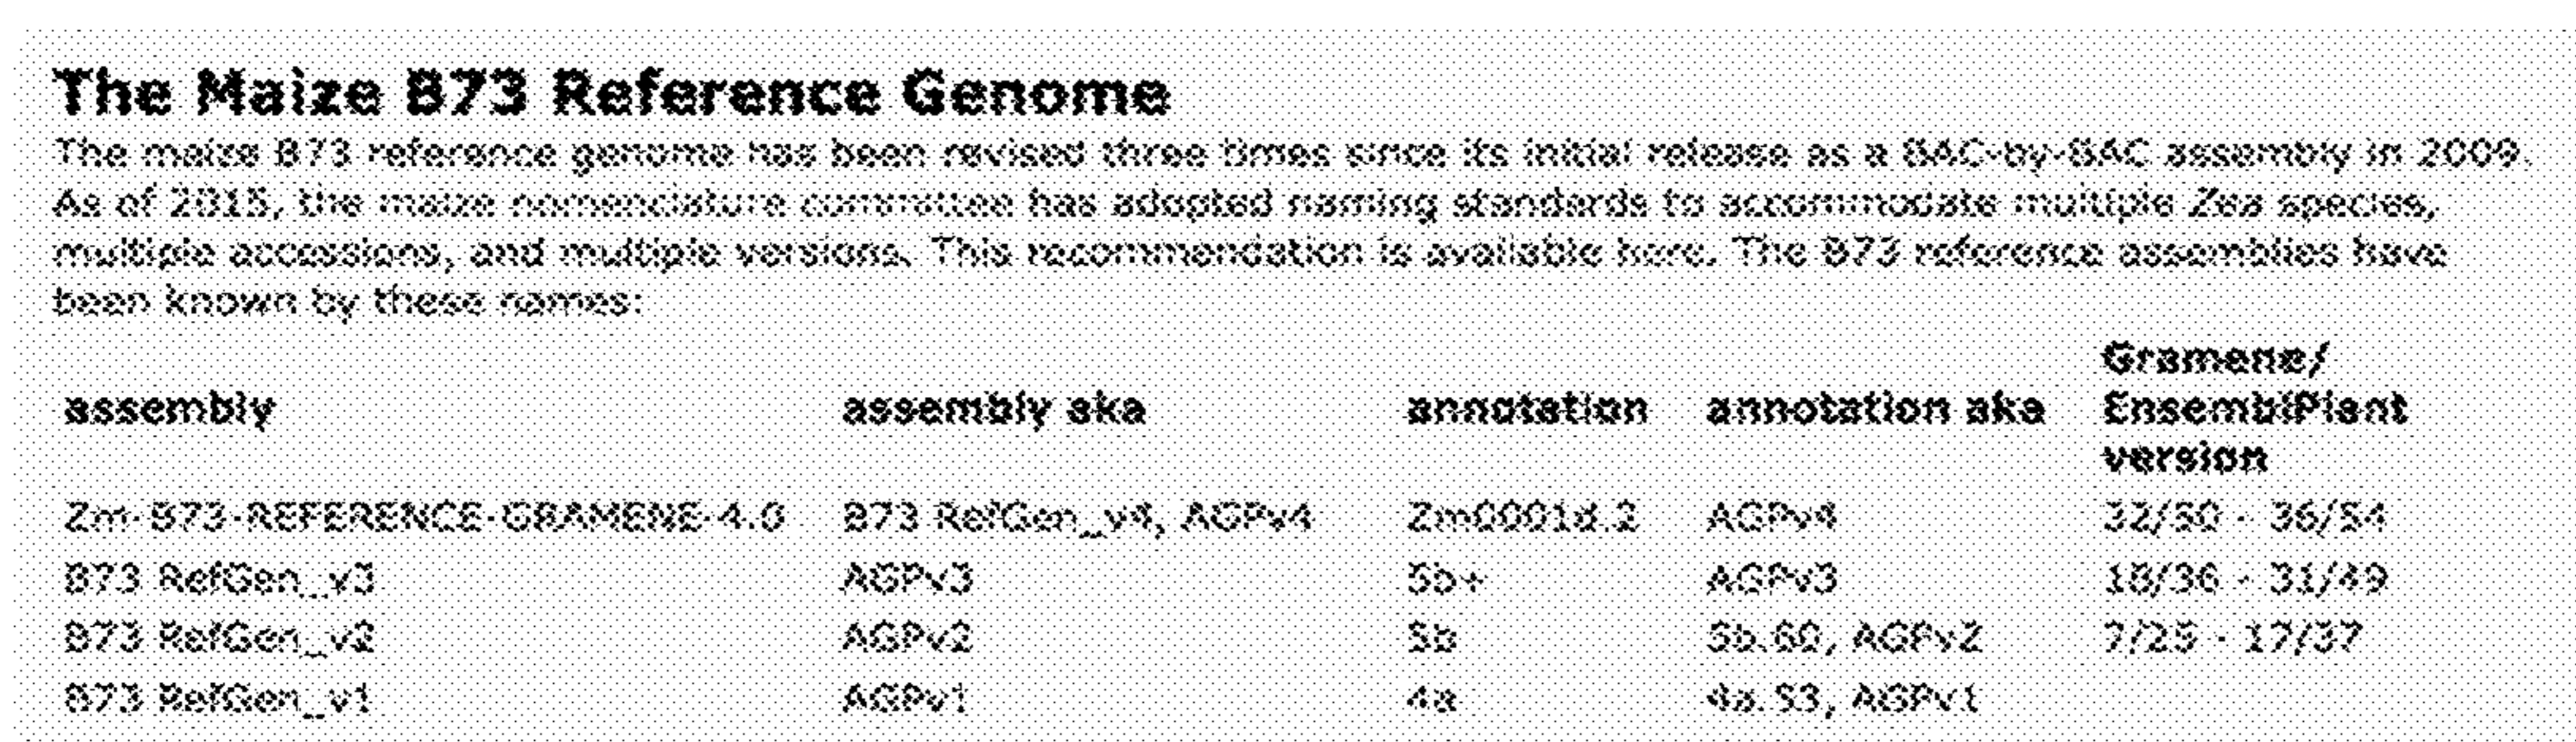 The Maize B73 Reference Genome
The maize B73 reference genome has been revised three times since its initial release as a BAC-by-BAC assembly in 2009.
As of 2015, the maize nomenclature committee has adopted naming standards to accommodate multiple Zea species,
multiple accessions, and multiple versions. This recommendation is available here. The B73 reference assemblies have
been known by these names:
assembly assembly aka annotation annotation aka Gramene/
EnsemblPlant
version
Zm-B73-REFERENCE-GRAMENE-4.0 B73 RefGen_v4, AGPv4 Zm0001d.2 AGPv4 32/50 - 36/54
B73 RefGen_v3 AGPv3 5b+ AGPv3 18/36 - 31/49
B73 RefGen_v2 AGPv2 5b 5b.60, AGPv2 7/25 - 17/37
B73 RefGen_v1 AGPv1 4a 4a.53, AGPv1